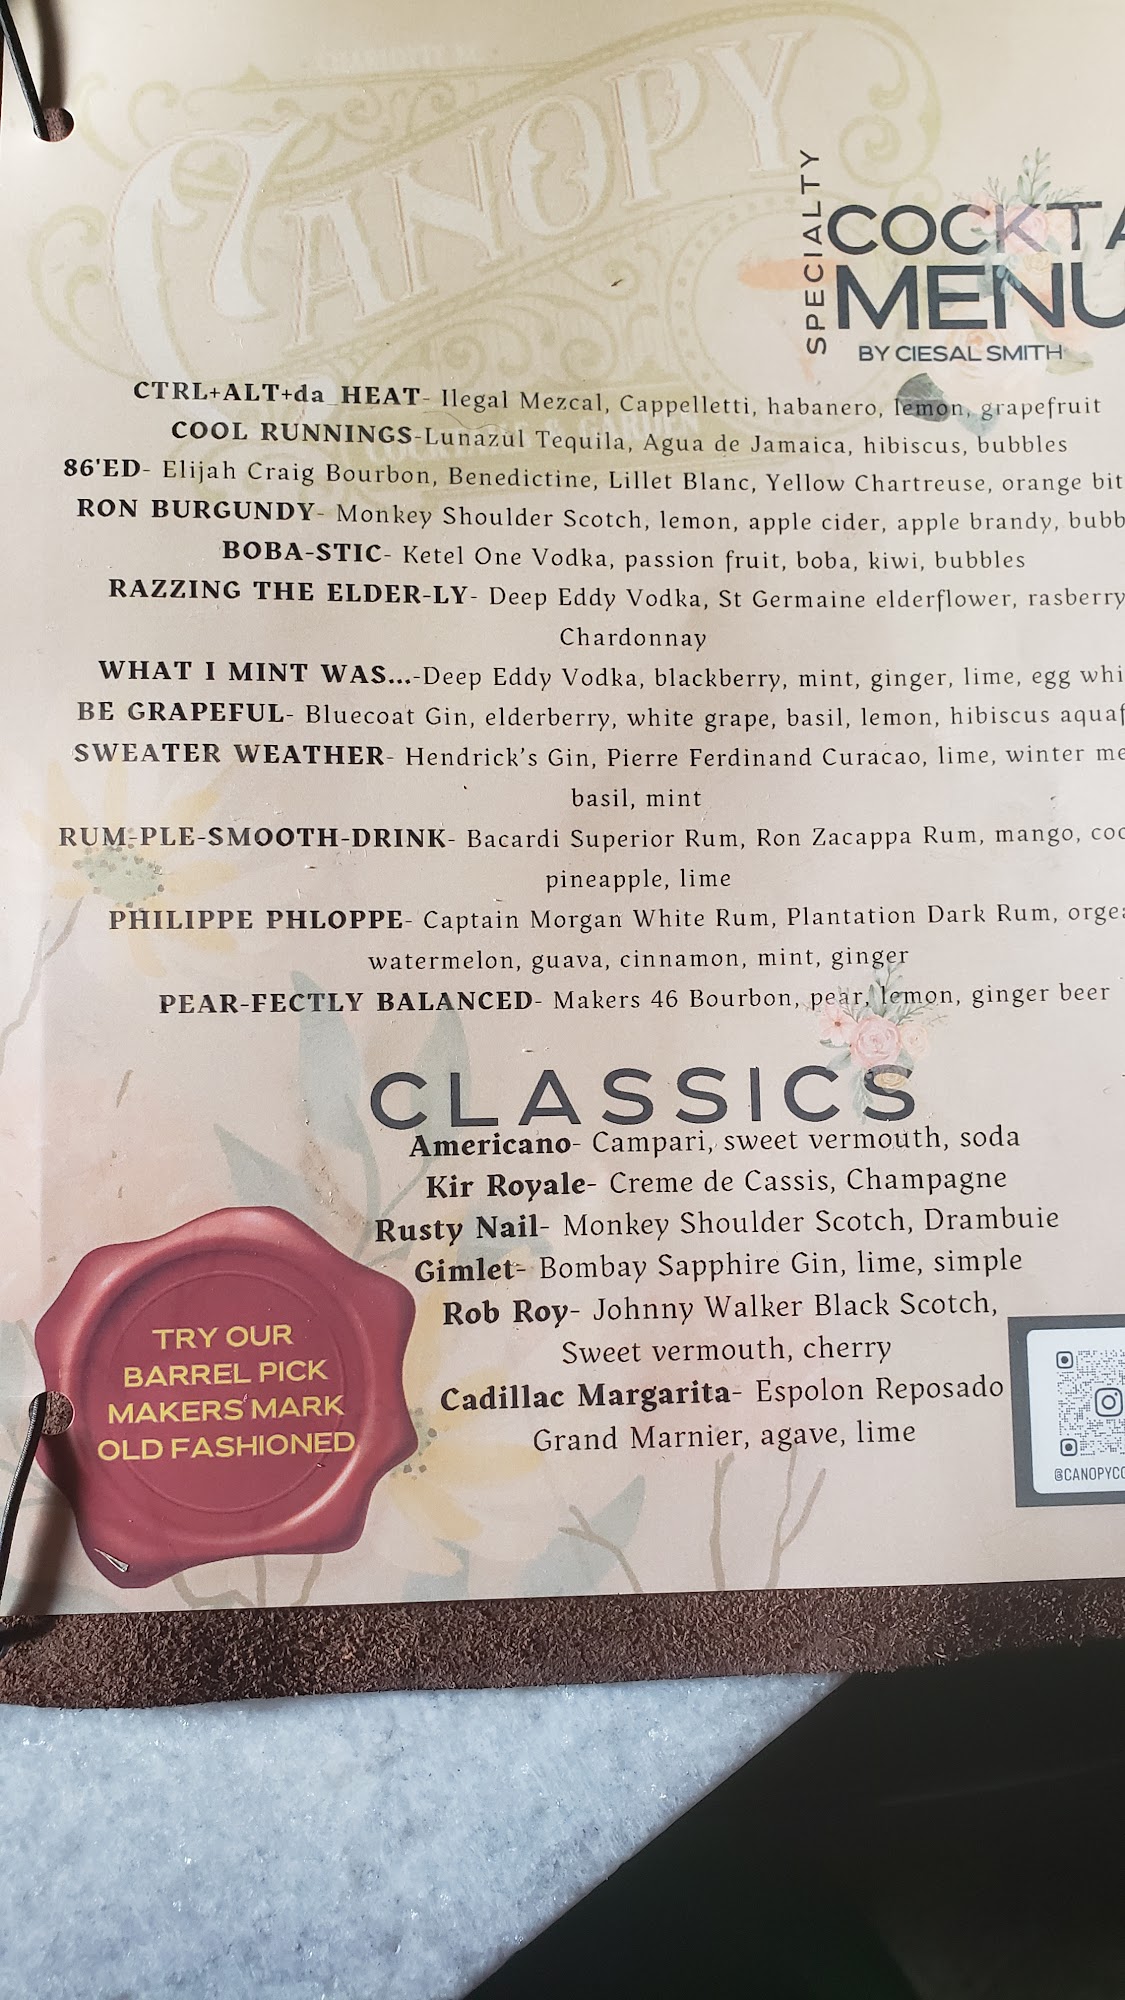 CANOPY
SPECIALTY
MENU
BY CIESAL SMITH
CTRL+ALT+da HEAT- Ilegal Mezcal, Cappelletti, habanero, lemon, grapefruit
COOL RUNNINGS-Lunazul Tequila, Agua de Jamaica, hibiscus, bubbles
86'ED- Elijah Craig Bourbon, Benedictine, Lillet Blanc, Yellow Chartreuse, orange
RON BURGUNDY- Monkey Shoulder Scotch, lemon, apple cider, apple brandy,
BOBA-STIC- Ketel One Vodka, passion fruit, boba, kiwi, bubbles
RAZZING THE ELDER-LY- Deep Eddy Vodka, St Germaine elderflower, rasberry
Chardonnay
WHAT I MINT WAS...-Deep Eddy Vodka, blackberry, mint, ginger, lime, egg
BE GRAPEFUL- Bluecoat Gin, elderberry, white grape, basil, lemon, hibiscus
SWEATER WEATHER- Hendrick's Gin, Pierre Ferdinand Curacao, lime, winter
basil, mint
RUM-PLE-SMOOTH-DRINK- Bacardi Superior Rum, Ron Zacappa Rum, mango,
pineapple, lime
PHILIPPE PHLOPPE- Captain Morgan White Rum, Plantation Dark Rum,
watermelon, guava, cinnamon, mint, ginger
PEAR-FECTLY BALANCED- Makers 46 Bourbon, pear, lemon, ginger beer
CLASSICS
Americano- Campari, sweet vermouth, soda
Kir Royale- Creme de Cassis, Champagne
Rusty Nail- Monkey Shoulder Scotch, Drambuie
Gimlet- Bombay Sapphire Gin, lime, simple
Rob Roy- Johnny Walker Black Scotch,
Sweet vermouth, cherry
Cadillac Margarita- Espolon Reposado
Grand Marnier, agave, lime
TRY OUR
BARREL PICK
MAKERS'MARK
OLD FASHIONED